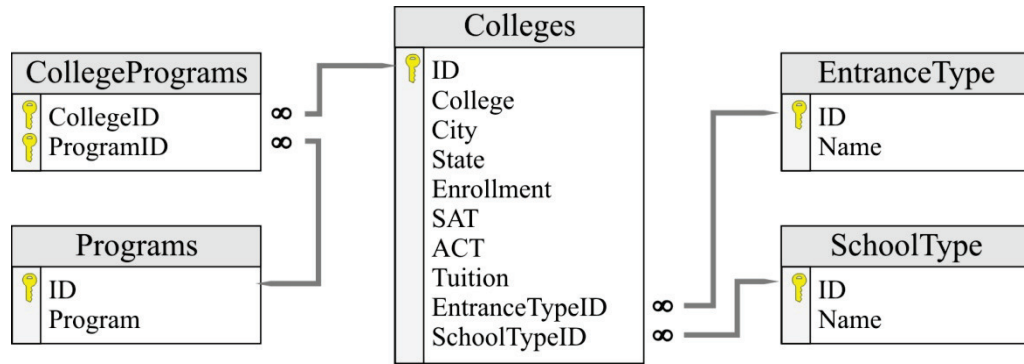 CollegePrograms
CollegeID
ProgramID
∞
∞
Programs
ID
Program
Colleges
ID
College
City
State
Enrollment
SAT
ACT
Tuition
EntranceTypeID
SchoolTypeID
∞
∞
EntranceType
ID
Name
SchoolType
ID
Name